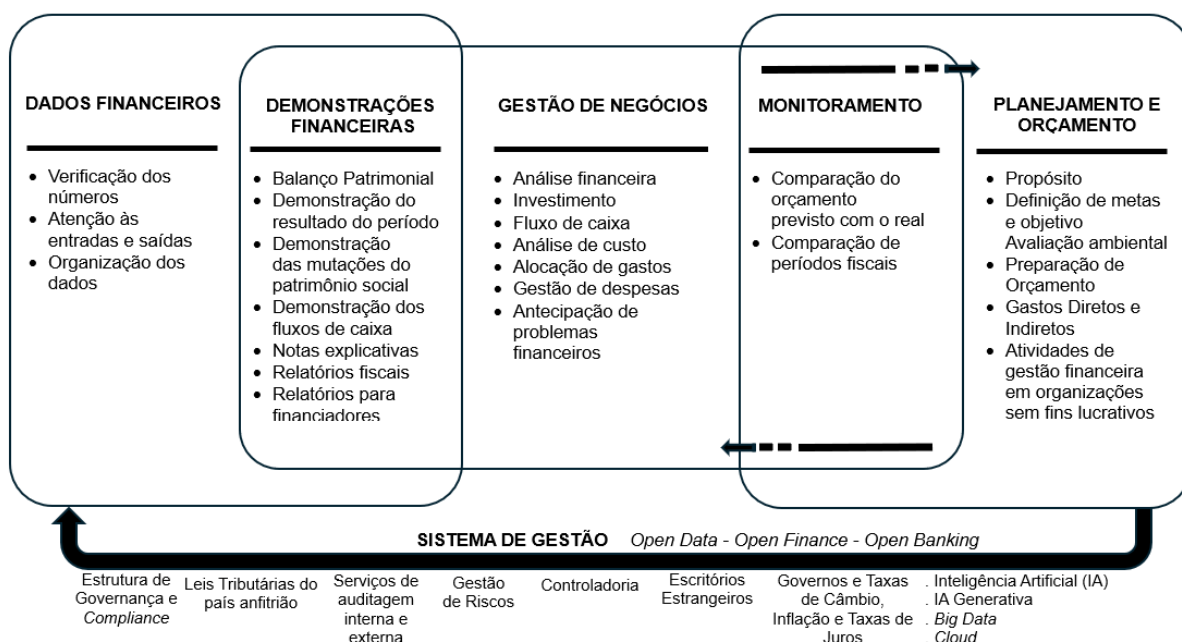 DADOS FINANCEIROS
• Verificação dos
números
• Atenção às
entradas e saídas
• Organização dos
dados
DEMONSTRAÇÕES
FINANCEIRAS
• Balanço Patrimonial
• Demonstração do
resultado do período
• Demonstração
das mutações do
patrimônio social
• Demonstração dos
fluxos de caixa
• Notas explicativas
• Relatórios fiscais
• Relatórios para
financiadores
GESTÃO DE NEGÓCIOS
• Análise financeira
• Investimento
• Fluxo de caixa
• Análise de custo
• Alocação de gastos
• Gestão de despesas
• Antecipação de
problemas
financeiros
MONITORAMENTO
• Comparação do
orçamento
previsto com o real
• Comparação de
períodos fiscais
PLANEJAMENTO E
ORÇAMENTO
• Propósito
• Definição de metas
e objetivo
Avaliação ambiental
• Preparação de
Orçamento
• Gastos Diretos e
Indiretos
• Atividades de
gestão financeira
em organizações
sem fins lucrativos
SISTEMA DE GESTÃO Open Data - Open Finance - Open Banking
Estrutura de
Governança e
Compliance
Leis Tributárias do
país anfitrião
Serviços de
auditagem
interna e
externa
Gestão
de Riscos
Controladoria
Escritórios
Estrangeiros
Governos e Taxas
de Câmbio,
Inflação e Taxas de
Juros
. Inteligência Artificial (IA)
. IA Generativa
. Big Data
. Cloud